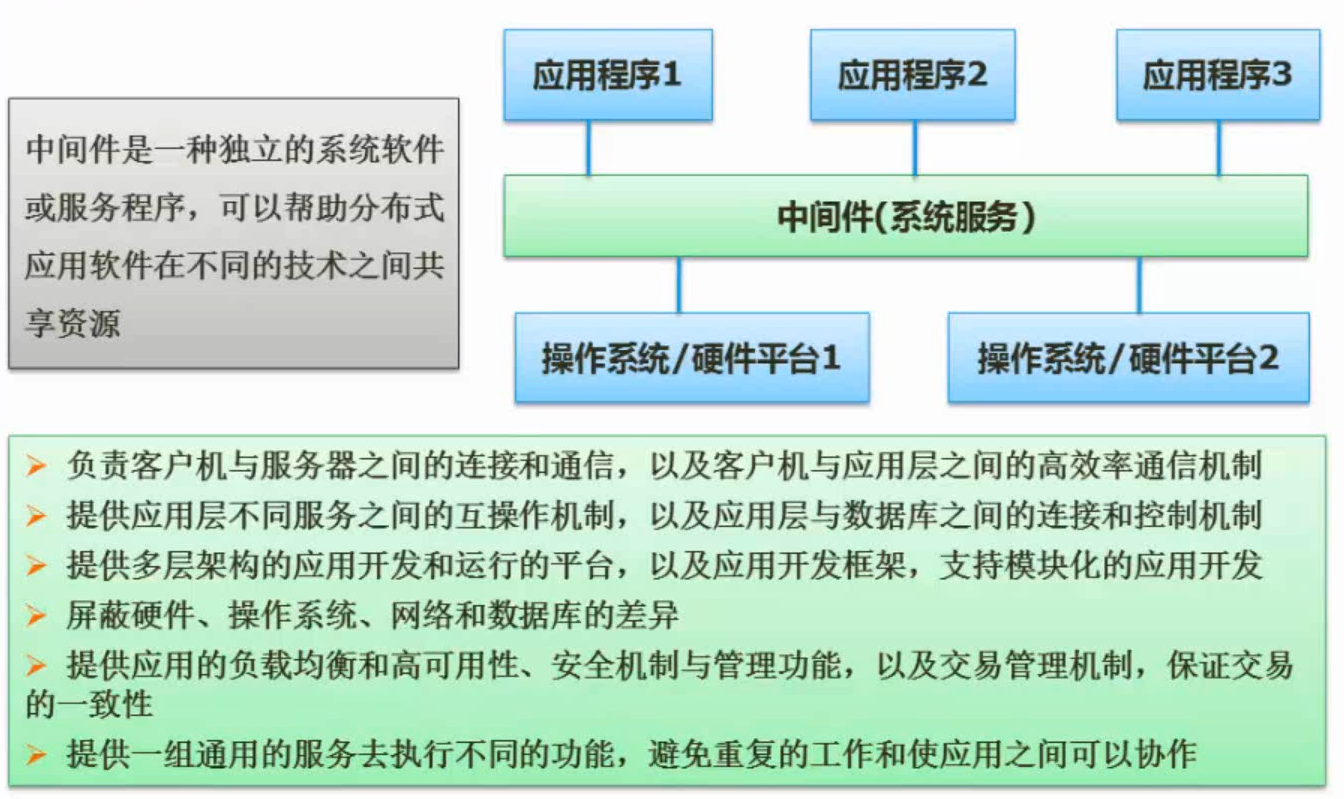 应用程序1
应用程序2
应用程序3
中间件是一种独立的系统软件
或服务程序，可以帮助分布式
应用软件在不同的技术之间共
享资源
中间件(系统服务)
操作系统/硬件平台1
操作系统/硬件平台2
负责客户机与服务器之间的连接和通信，以及客户机与应用层之间的高效率通信机制
提供应用层不同服务之间的互操作机制，以及应用层与数据库之间的连接和控制机制
提供多层架构的应用开发和运行的平台，以及应用开发框架，支持模块化的应用开发
屏蔽硬件、操作系统、网络和数据库的差异
提供应用的负载均衡和高可用性、安全机制与管理功能，以及交易管理机制，保证交易
的一致性
提供一组通用的服务去执行不同的功能，避免重复的工作和使应用之间可以协作